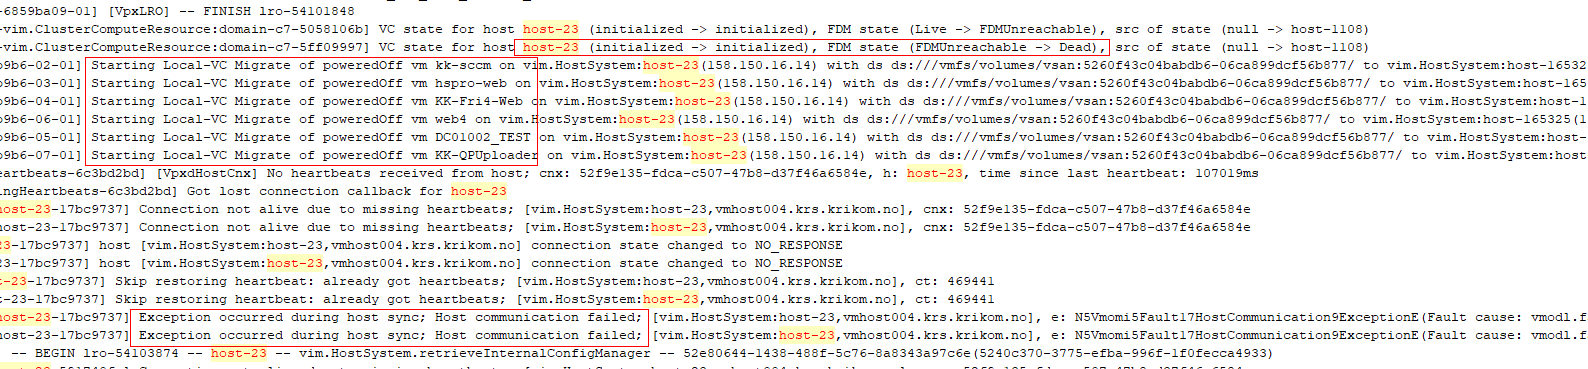 -6859ba09-01] [VpxLRO] -- FINISH lro-54101848
-vim.ClusterComputeResource:domain-c7-5058106b] VC state for host host-23 (initialized -> initialized), FDM state (Live -> FDMUnreachable), src of state (null -> host-1108)
-vim.ClusterComputeResource:domain-c7-5ff09997] VC state for host host-23 (initialized -> initialized), FDM state (FDMUnreachable -> Dead), src of state (null -> host-1108)
b9b6-02-01] Starting Local-VC Migrate of poweredOff vm kk-sccm on vim.HostSystem:host-23(158.150.16.14) with ds ds:///vmfs/volumes/vsan:5260f43c04babdb6-06ca899dcf56b877/ to vim.HostSystem:host-16532
b9b6-03-01] Starting Local-VC Migrate of poweredOff vm hspro-web on vim.HostSystem:host-23(158.150.16.14) with ds ds:///vmfs/volumes/vsan:5260f43c04babdb6-06ca899dcf56b877/ to vim.HostSystem:host-165
b9b6-04-01] Starting Local-VC Migrate of poweredOff vm KK-Fri4-Web on vim.HostSystem:host-23(158.150.16.14) with ds ds:///vmfs/volumes/vsan:5260f43c04babdb6-06ca899dcf56b877/ to vim.HostSystem:host-1
b9b6-06-01] Starting Local-VC Migrate of poweredOff vm web4 on vim.HostSystem:host-23(158.150.16.14) with ds ds:///vmfs/volumes/vsan:5260f43c04babdb6-06ca899dcf56b877/ to vim.HostSystem:host-165325(1
b9b6-05-01] Starting Local-VC Migrate of poweredOff vm DC01002_TEST on vim.HostSystem:host-23(158.150.16.14) with ds ds:///vmfs/volumes/vsan:5260f43c04babdb6-06ca899dcf56b877/ to vim.HostSystem:host-
b9b6-07-01] Starting Local-VC Migrate of poweredOff vm KK-QPUploader on vim.HostSystem:host-23(158.150.16.14) with ds ds:///vmfs/volumes/vsan:5260f43c04babdb6-06ca899dcf56b877/ to vim.HostSystem:host
eartbeats-6c3bd2bd] [VpxdHostCnx] No heartbeats received from host; cnx: 52f9e135-fdca-c507-47b8-d37f46a6584e, h: host-23, time since last heartbeat: 107019ms
ingHeartbeats-6c3bd2bd] Got lost connection callback for host-23
host-23-17bc9737] Connection not alive due to missing heartbeats; [vim.HostSystem:host-23,vmhost004.krs.krikom.no], cnx: 52f9e135-fdca-c507-47b8-d37f46a6584e
host-23-17bc9737] Connection not alive due to missing heartbeats; [vim.HostSystem:host-23,vmhost004.krs.krikom.no], cnx: 52f9e135-fdca-c507-47b8-d37f46a6584e
23-17bc9737] host [vim.HostSystem:host-23,vmhost004.krs.krikom.no] connection state changed to NO_RESPONSE
23-17bc9737] host [vim.HostSystem:host-23,vmhost004.krs.krikom.no] connection state changed to NO_RESPONSE
t-23-17bc9737] Skip restoring heartbeat: already got heartbeats; [vim.HostSystem:host-23,vmhost004.krs.krikom.no], ct: 469441
t-23-17bc9737] Skip restoring heartbeat: already got heartbeats; [vim.HostSystem:host-23,vmhost004.krs.krikom.no], ct: 469441
host-23-17bc9737] Exception occurred during host sync; Host communication failed; [vim.HostSystem:host-23,vmhost004.krs.krikom.no], e: N5Vmomi5Fault17HostCommunication9ExceptionE(Fault cause: vmodl.f
host-23-17bc9737] Exception occurred during host sync; Host communication failed; [vim.HostSystem:host-23,vmhost004.krs.krikom.no], e: N5Vmomi5Fault17HostCommunication9ExceptionE(Fault cause: vmodl.f
-- BEGIN lro-54103874 -- host-23 -- vim.HostSystem.retrieveInternalConfigManager -- 52e80644-1438-488f-5c76-8a8343a97c6e(5240c370-3775-efba-996f-1f0fecca4933)